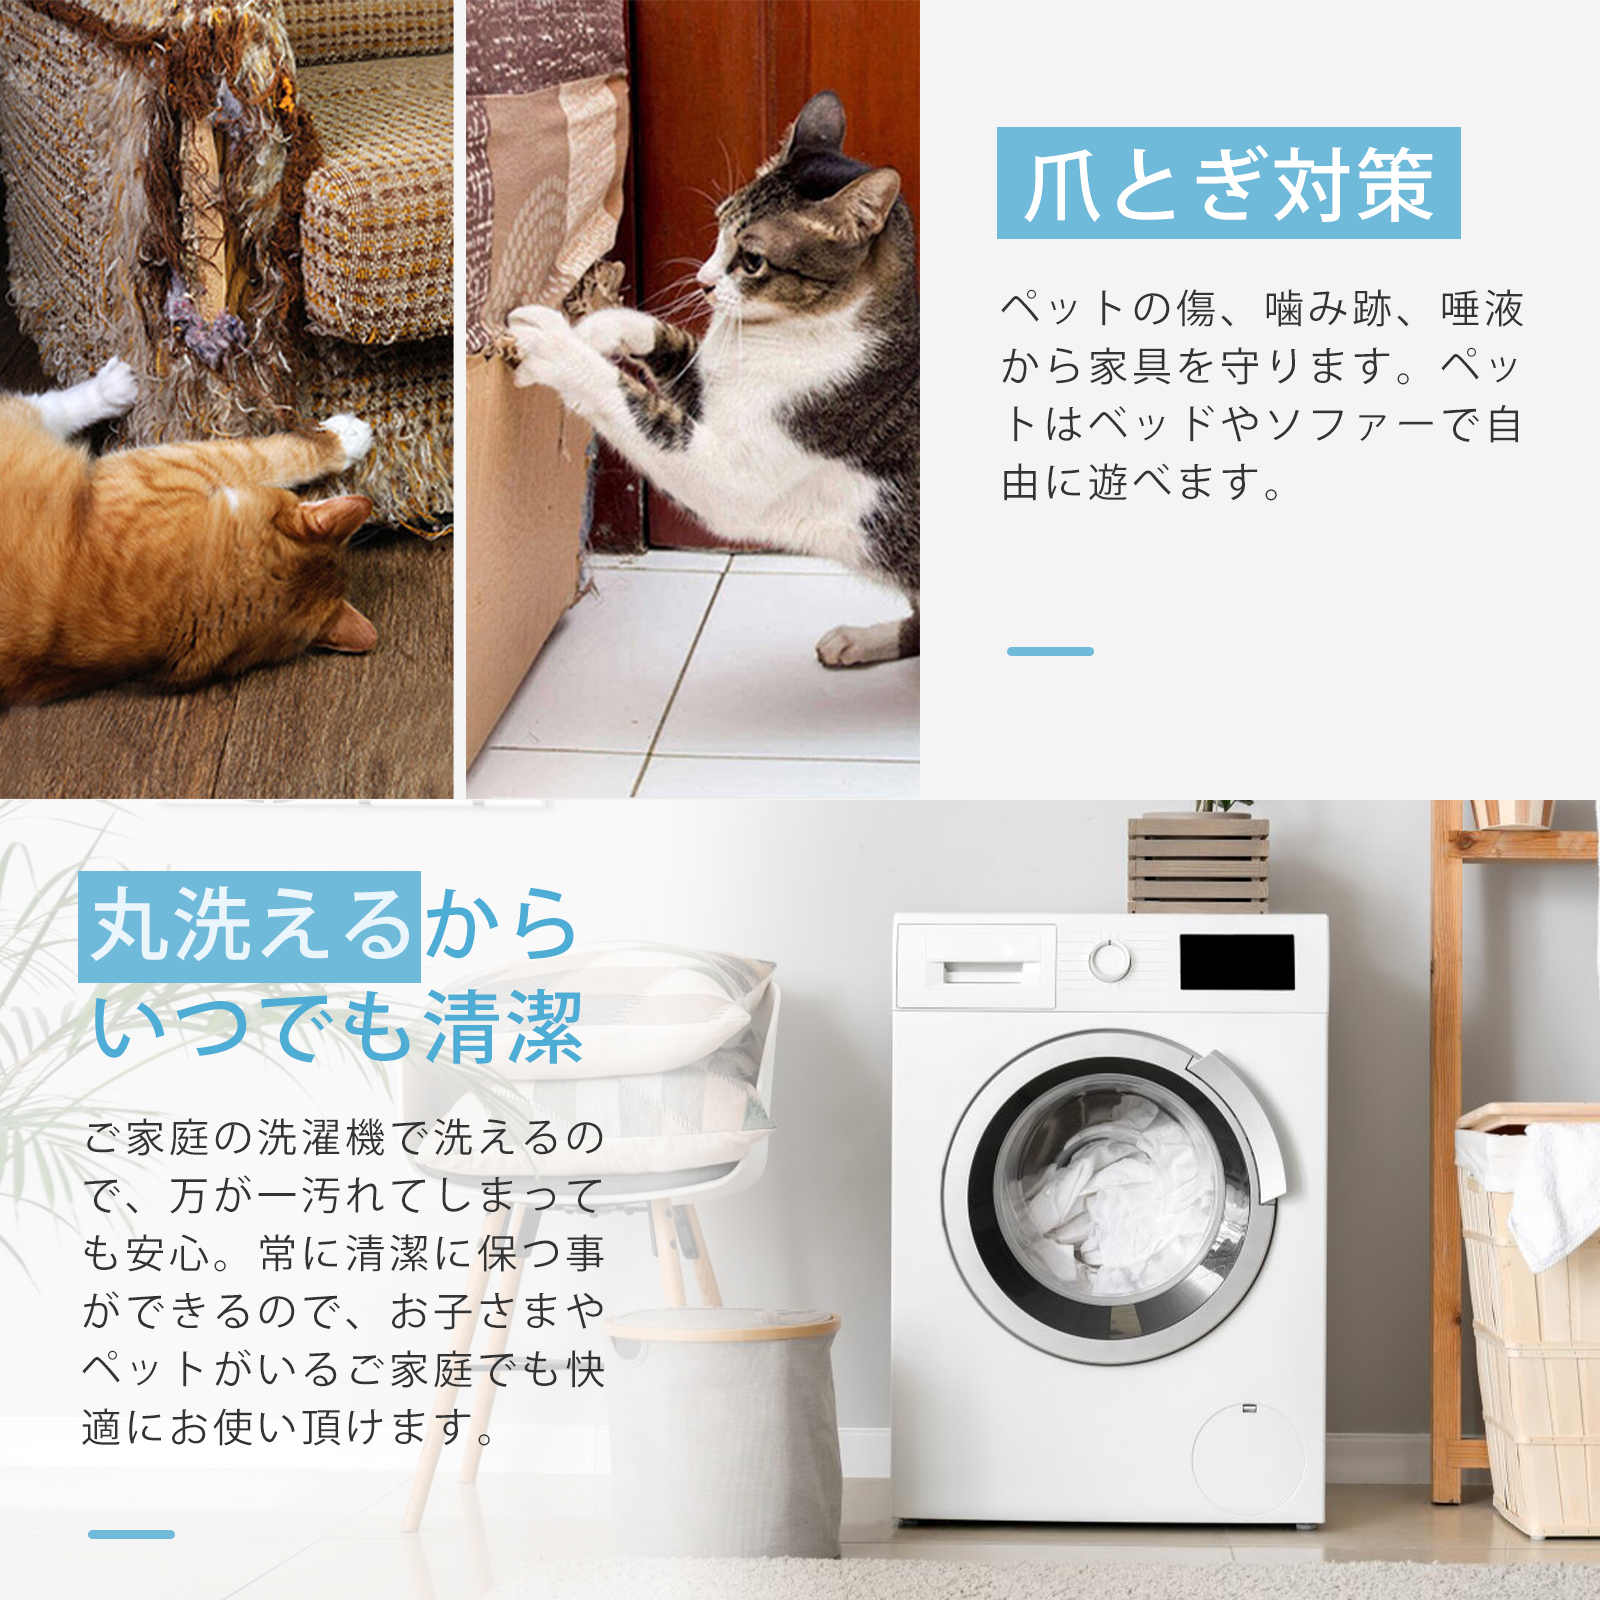 爪とぎ対策
ペットの傷、噛み跡、唾液
から家具を守ります。ペッ
トはベッドやソファーで自
由に遊べます。
丸洗えるから
いつでも清潔
ご家庭の洗濯機で洗えるの
で、万が一汚れてしまって
も安心。常に清潔に保つ事
ができるので、お子さまや
ペットがいるご家庭でも快
適にお使い頂けます。